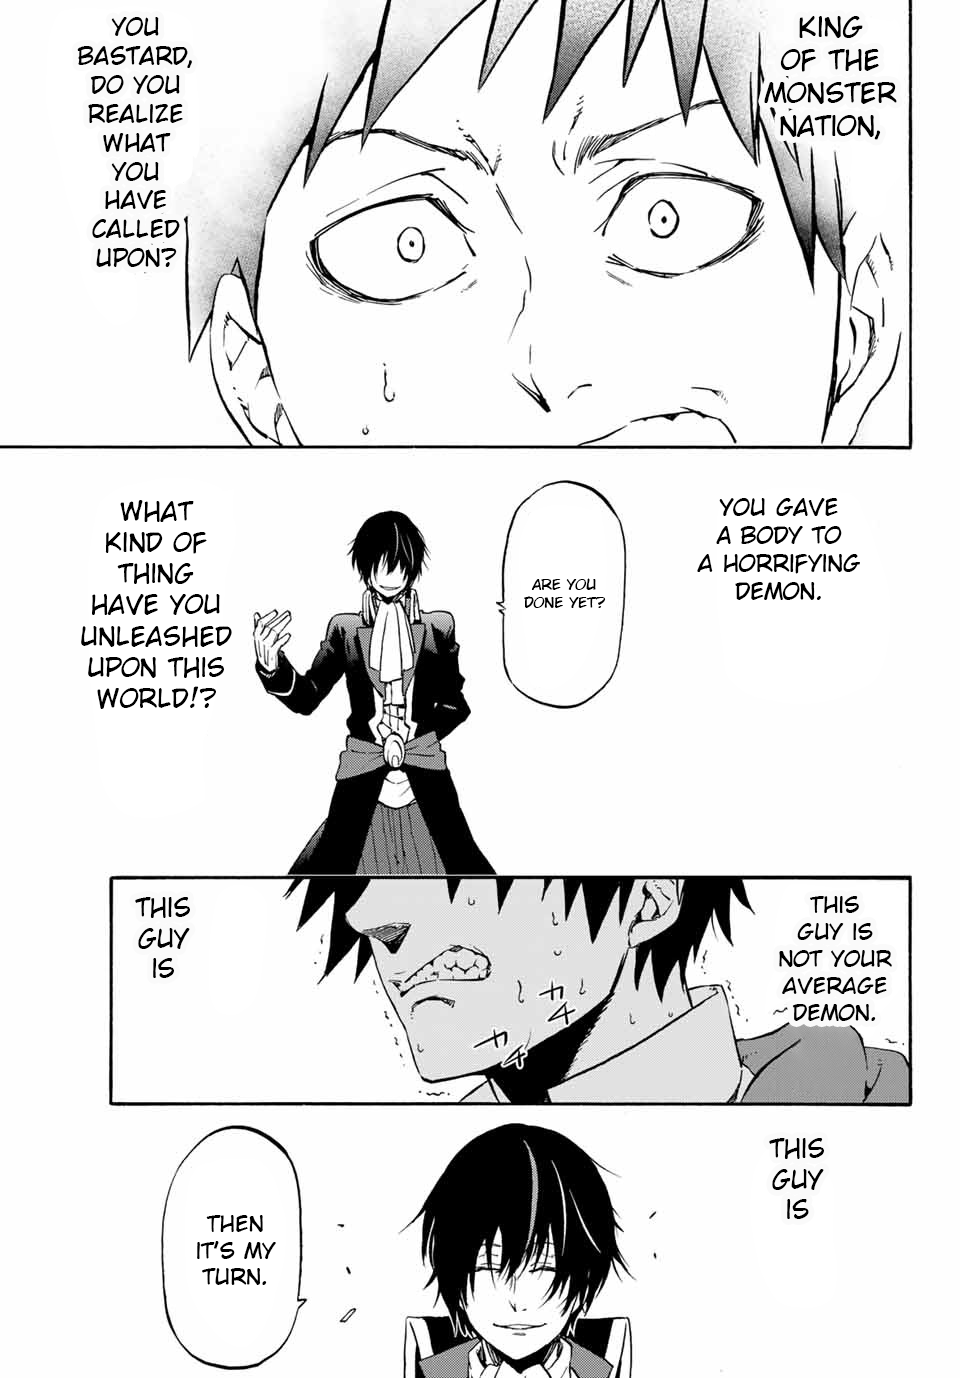 KING
OF THE
MONSTER
NATION,
YOU
BASTARD,
DO YOU
REALIZE
WHAT
YOU
HAVE
CALLED
UPON?
YOU GAVE
A BODY TO
A HORRIFYING
DEMON.
ARE YOU
DONE YET?
WHAT
KIND OF
THING
HAVE YOU
UNLEASHED
UPON THIS
WORLD!?
THIS
GUY IS
NOT YOUR
AVERAGE
DEMON.
カチ
カチ
THIS
GUY
IS
THIS
GUY
IS
THEN
IT'S MY
TURN.